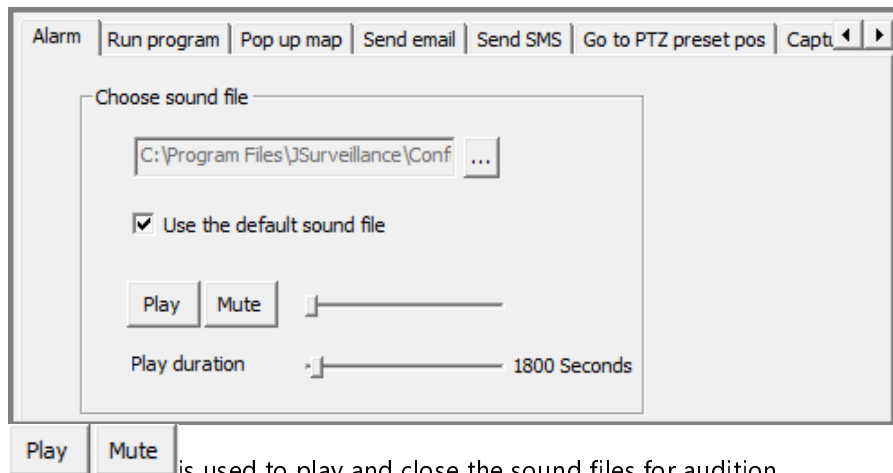 Alarm Run program Pop up map Send email Send SMS Go to PTZ preset pos Captu
Choose sound file
C:\Program Files\JSurveillance\Conf ...
Use the default sound file
Play Mute
Play duration 1800 Seconds
Play Mute is used to play and close the sound files for audition